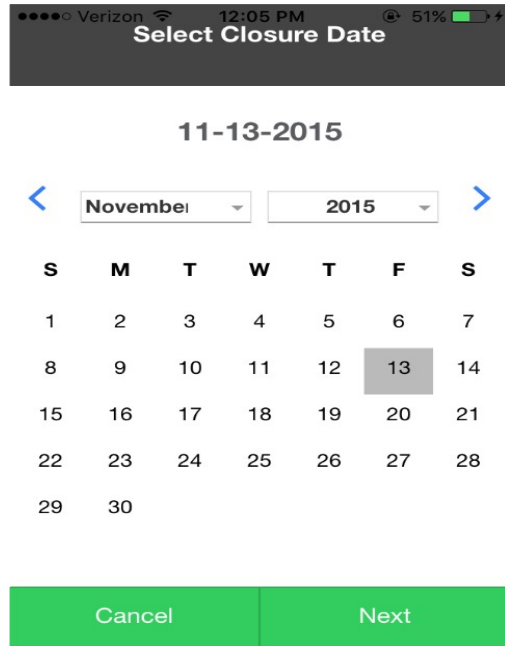 Verizon 12:05 PM 51%
Select Closure Date
11-13-2015
November 2015
S M T W T F S
1 2 3 4 5 6 7
8 9 10 11 12 13 14
15 16 17 18 19 20 21
22 23 24 25 26 27 28
29 30
Cancel Next